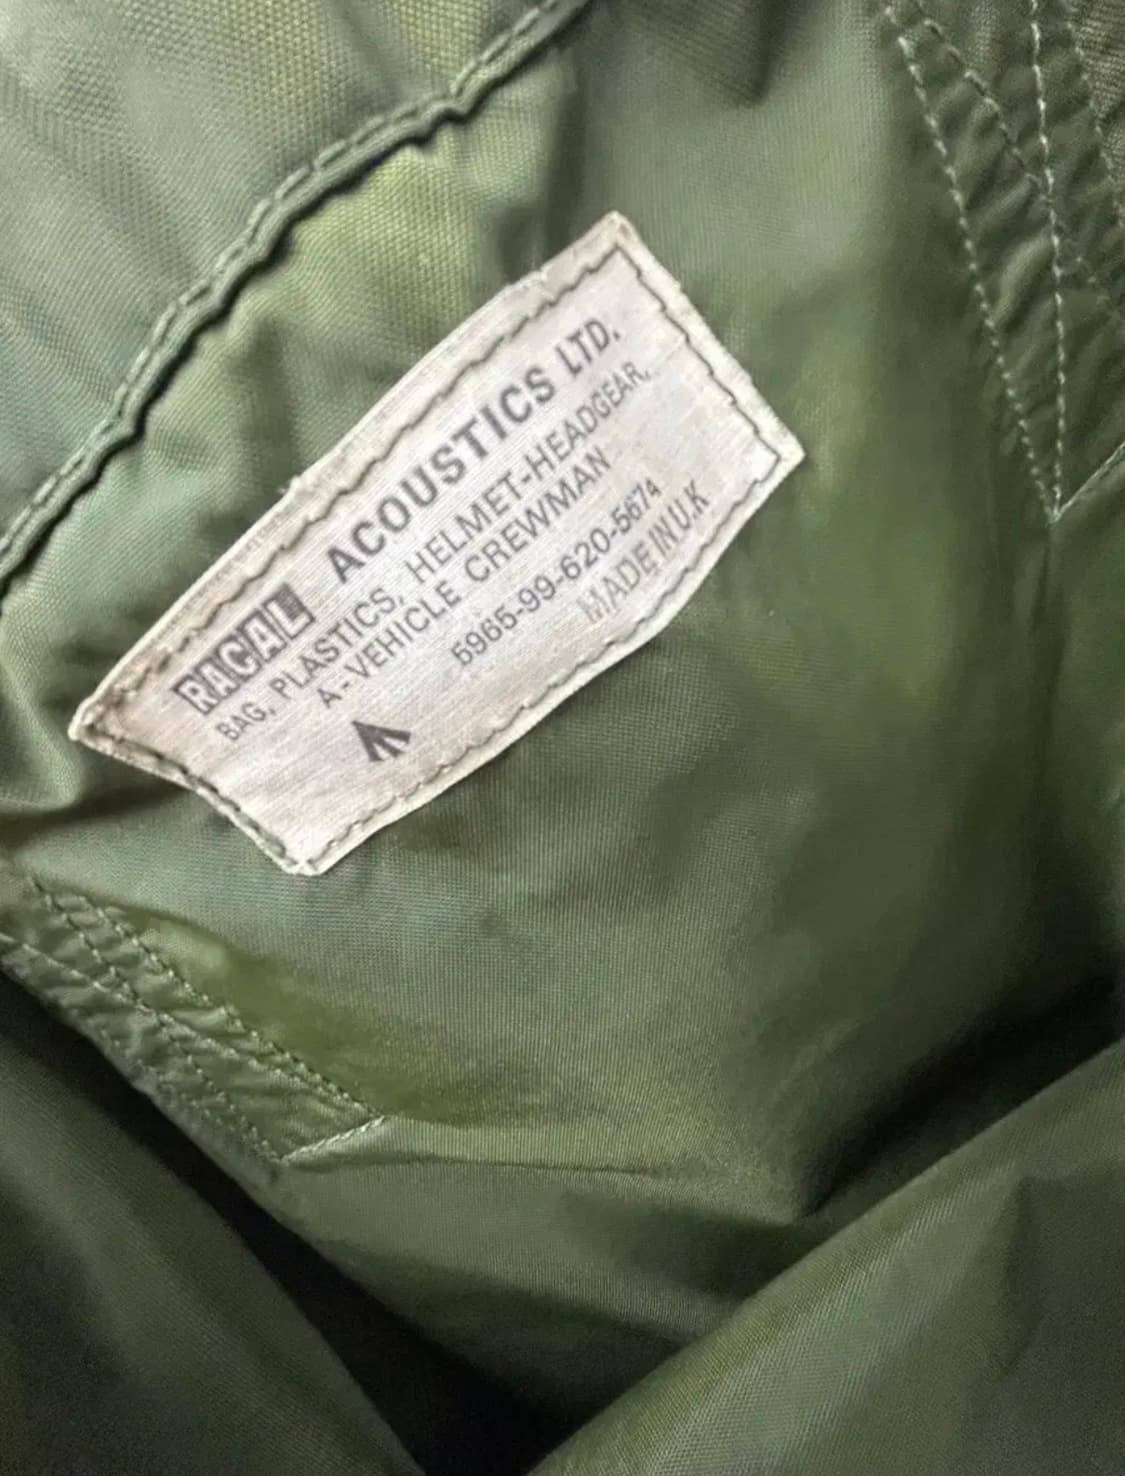 RACAL ACOUSTICS LTD.
BAG, PLASTICS, HELMET-HEADGEAR,
A-VEHICLE CREWMAN
5965-99-620-5674
MADE IN U.K